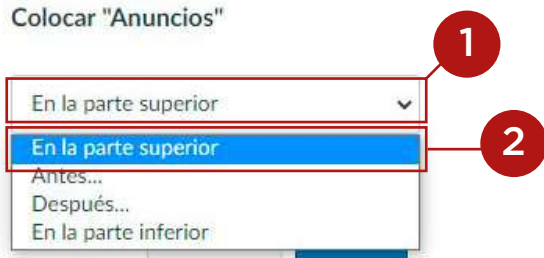 Colocar "Anuncios"
1
En la parte superior
En la parte superior
2
Antes...
Después...
En la parte inferior